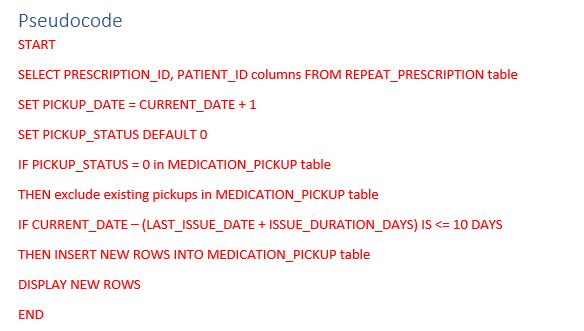 Pseudocode
START
SELECT PRESCRIPTION_ID, PATIENT_ID columns FROM REPEAT_PRESCRIPTION table
SET PICKUP_DATE = CURRENT_DATE + 1
SET PICKUP_STATUS DEFAULT 0
IF PICKUP_STATUS = 0 in MEDICATION_PICKUP table
THEN exclude existing pickups in MEDICATION_PICKUP table
IF CURRENT_DATE – (LAST_ISSUE_DATE + ISSUE_DURATION_DAYS) IS <= 10 DAYS
THEN INSERT NEW ROWS INTO MEDICATION_PICKUP table
DISPLAY NEW ROWS
END